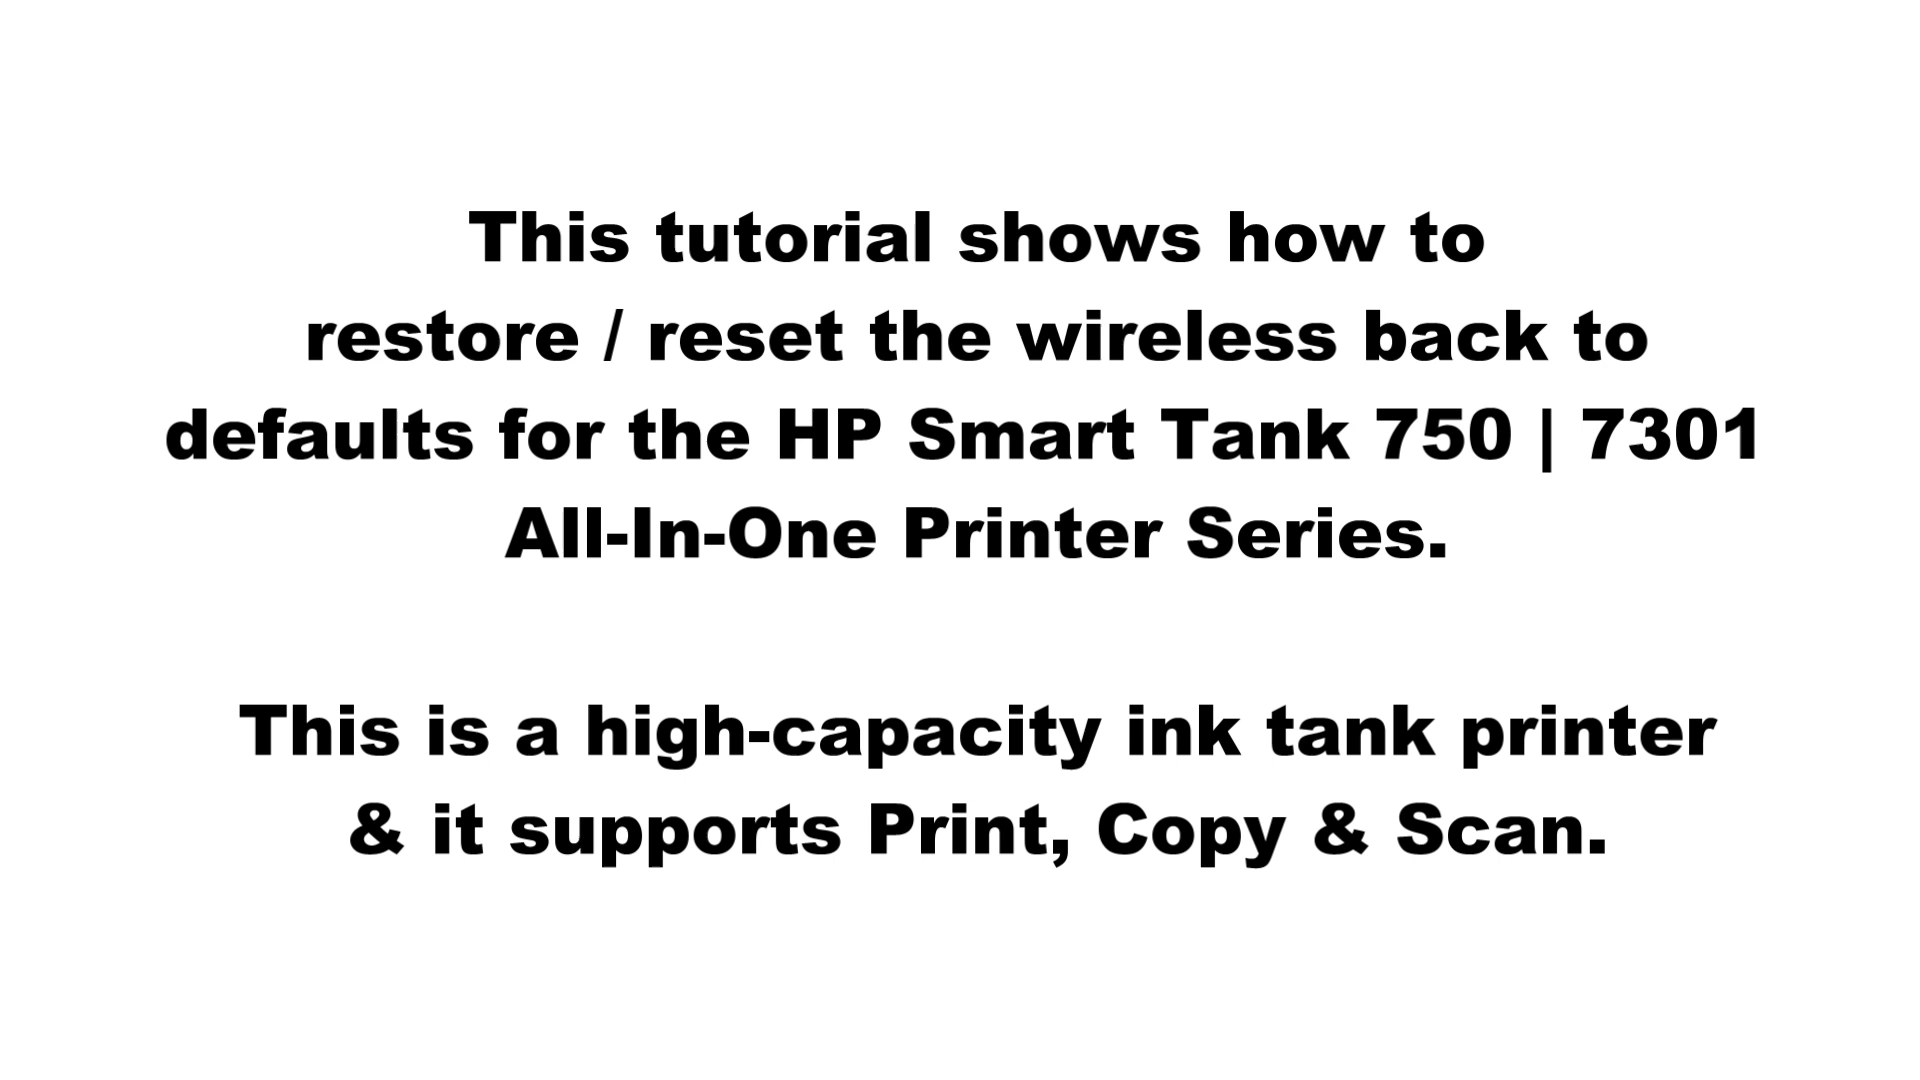 This tutorial shows how to
restore / reset the wireless back to
defaults for the HP Smart Tank 750 | 7301
All-In-One Printer Series.
This is a high-capacity ink tank printer
& it supports Print, Copy & Scan.